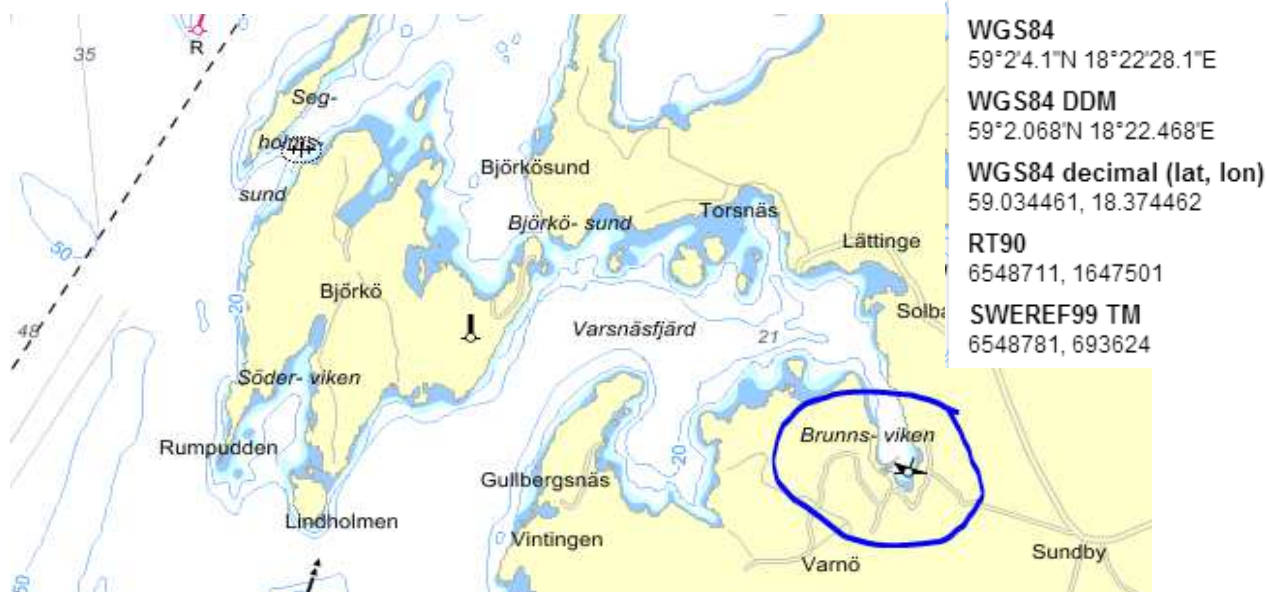 WGS84
59°2'4.1"N 18°22'28.1"E
WGS84 DDM
59°2.068'N 18°22.468'E
WGS84 decimal (lat, lon)
59.034461, 18.374462
RT90
6548711, 1647501
SWEREF99 TM
6548781, 693624
R
35
Seg-
holms-
sund
Björkösund
Björkö- sund
Torsnäs
Lättinge
50
Björkö
20
Solba
48
Varsnäsfjärd
21
Söder- viken
Brunns- viken
Rumpudden
20
Gullbergsnäs
Lindholmen
Vintingen
Sundby
Varnö
50